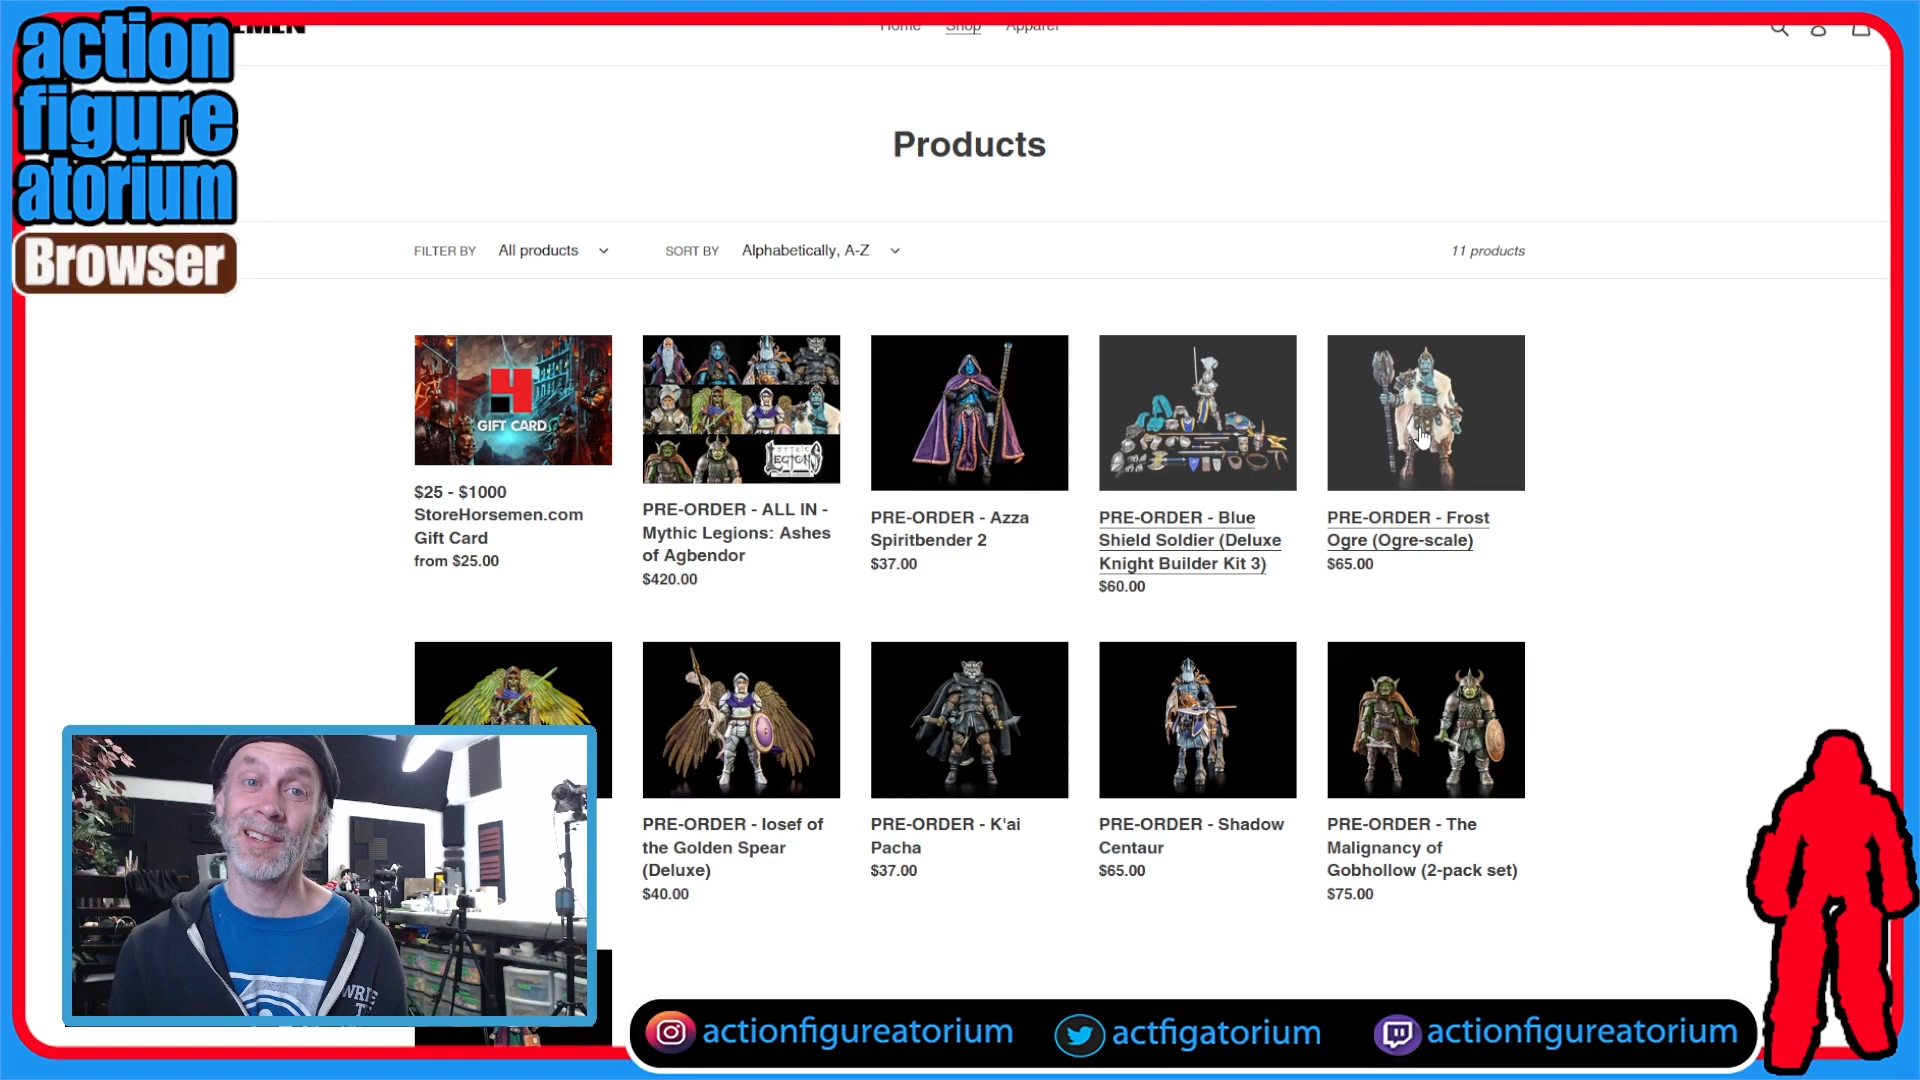 action
figure
atorium
Browser
Home Shop Apparel
Products
FILTER BY All products SORT BY Alphabetically, A-Z 11 products
GIFT CARD
$25 - $1000
StoreHorsemen.com
Gift Card
from $25.00
LEGIONS
PRE-ORDER - ALL IN -
Mythic Legions: Ashes
of Agbendor
$420.00
PRE-ORDER - Azza
Spiritbender 2
$37.00
PRE-ORDER - Blue
Shield Soldier (Deluxe
Knight Builder Kit 3)
$60.00
PRE-ORDER - Frost
Ogre (Ogre-scale)
$65.00
PRE-ORDER - Iosef of
the Golden Spear
(Deluxe)
$40.00
PRE-ORDER - K'ai
Pacha
$37.00
PRE-ORDER - Shadow
Centaur
$65.00
PRE-ORDER - The
Malignancy of
Gobhollow (2-pack set)
$75.00
actionfigureatorium actfigatorium actionfigureatorium